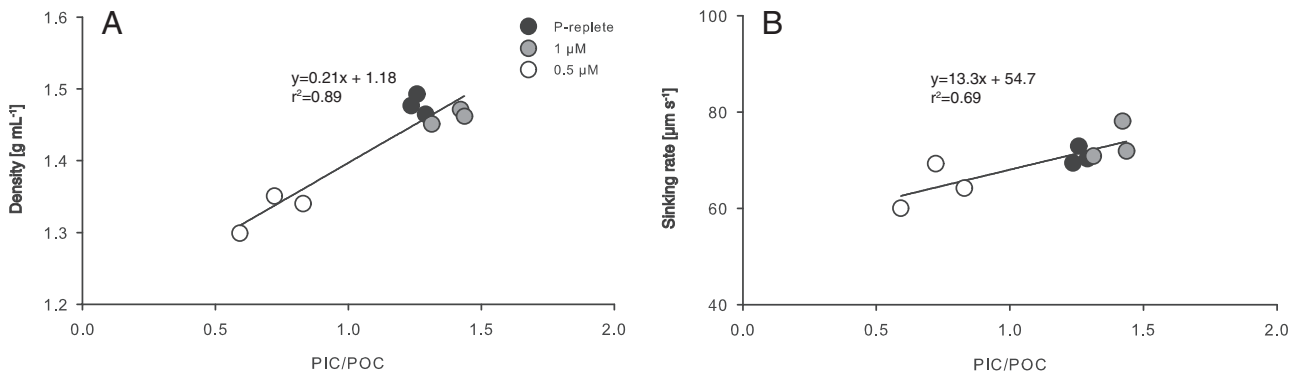 A
1.6
1.5
1.4
1.3
1.2
Density [g mL⁻¹]
y=0.21x + 1.18
r²=0.89
P-replete
1 µM
0.5 µM
0.0
0.5
1.0
1.5
2.0
PIC/POC
B
100
80
60
40
Sinking rate [µm s⁻¹]
y=13.3x + 54.7
r²=0.69
0.0
0.5
1.0
1.5
2.0
PIC/POC